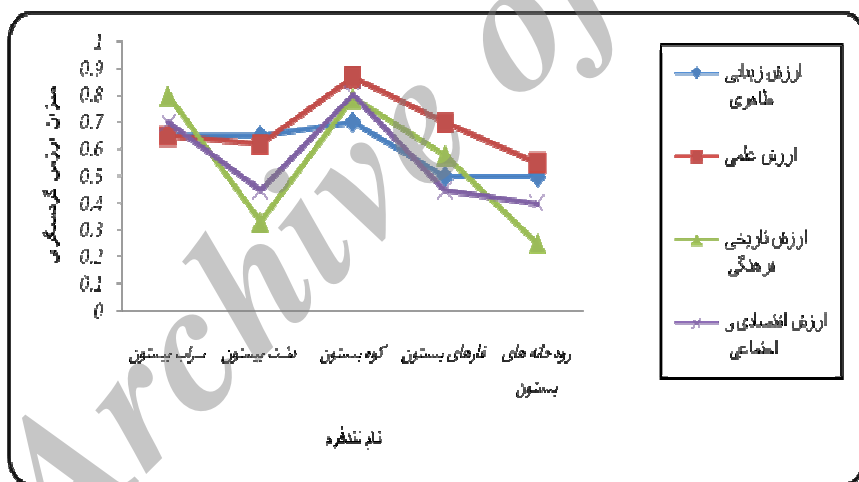 1
0.9
0.8
0.7
0.6
0.5
0.4
0.3
0.2
0.1
0
میزان ارزش گردشگری
سراب بیستون
دشت بیستون
کوه بیستون
غارهای بیستون
رودخانه های
بیستون
نام لندفرم
ارزش زیبایی
ظاهری
ارزش علمی
ارزش تاریخی
فرهنگی
ارزش اقتصادی و
اجتماعی
Archive of